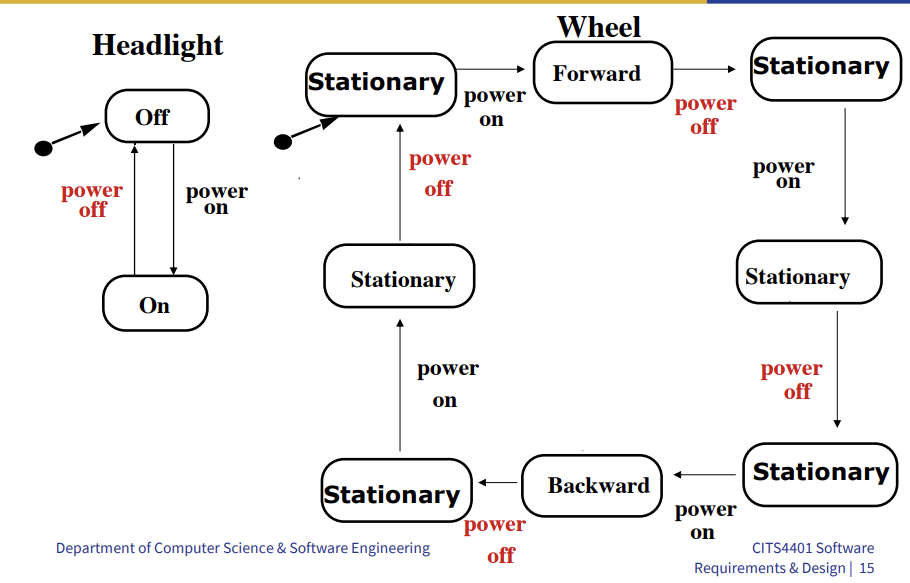 Headlight
Off
power
off
power
on
On
Wheel
Stationary
power
on
Forward
power
off
Stationary
power
on
Stationary
power
off
Stationary
power
on
Backward
power
off
Stationary
power
on
Stationary
power
off
Department of Computer Science & Software Engineering
CITS4401 Software
Requirements & Design | 15